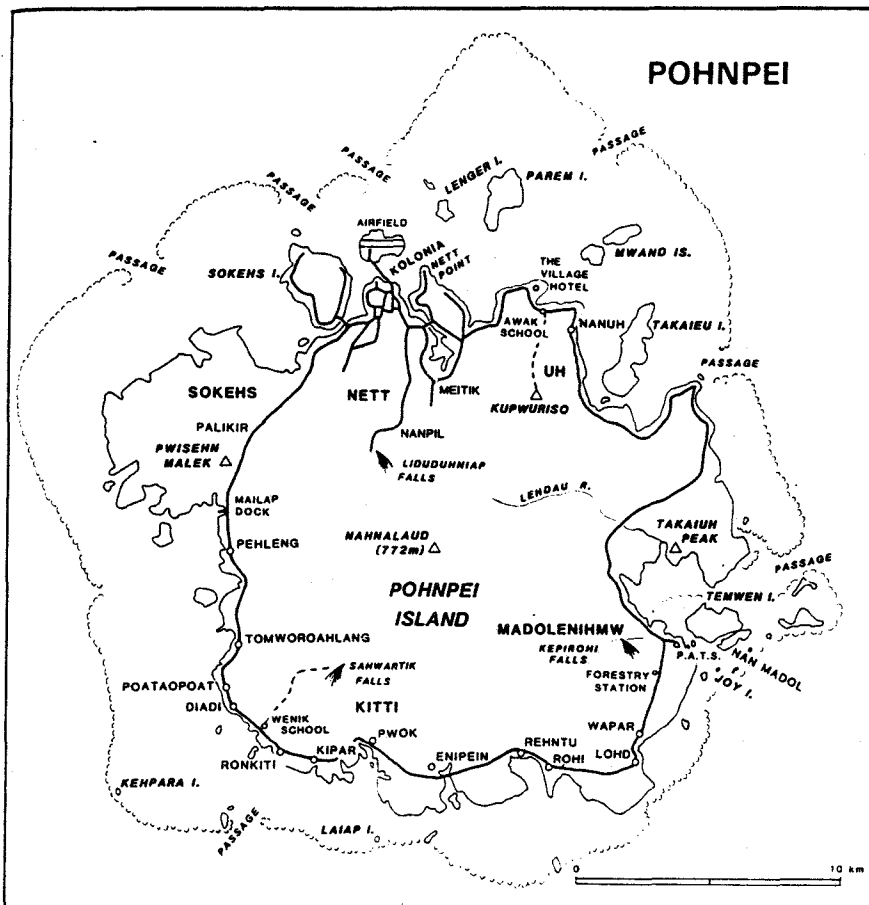 POHNPEI
PASSAGE
PASSAGE
LENGER I.
PAREM I.
PASSAGE
PASSAGE
AIRFIELD
KOLONIA
NETT
POINT
MWAND IS.
PASSAGE
SOKEHS I.
THE
VILLAGE
HOTEL
AWAK
SCHOOL
NANUH
TAKAIEU I.
UH
PASSAGE
SOKEHS
NETT
MEITIK
KUPWURISO
PALIKIR
NANPIL
PWISEHN
MALEK
LIDUDUHNIAP
FALLS
LEHDAU R.
MAILAP
DOCK
TAKAIUH
PEAK
PEHLENG
NAHNALAUD
(772m)
PASSAGE
POHNPEI
ISLAND
TEMWEN I.
MADOLENIHMW
TOMWOROAHLANG
KEPIROHI
FALLS
P.A.T.S.
NAN MADOL
JOY I.
SAHWARTIK
FALLS
FORESTRY
STATION
POATAOPOAT
DIADI
KITTI
WENIK
SCHOOL
WAPAR
PWOK
REHNTU
LOHD
RONKITI
KIPAR
ENIPEIN
ROHI
KEHPARA I.
PASSAGE
LAIAP I.
0
10 km